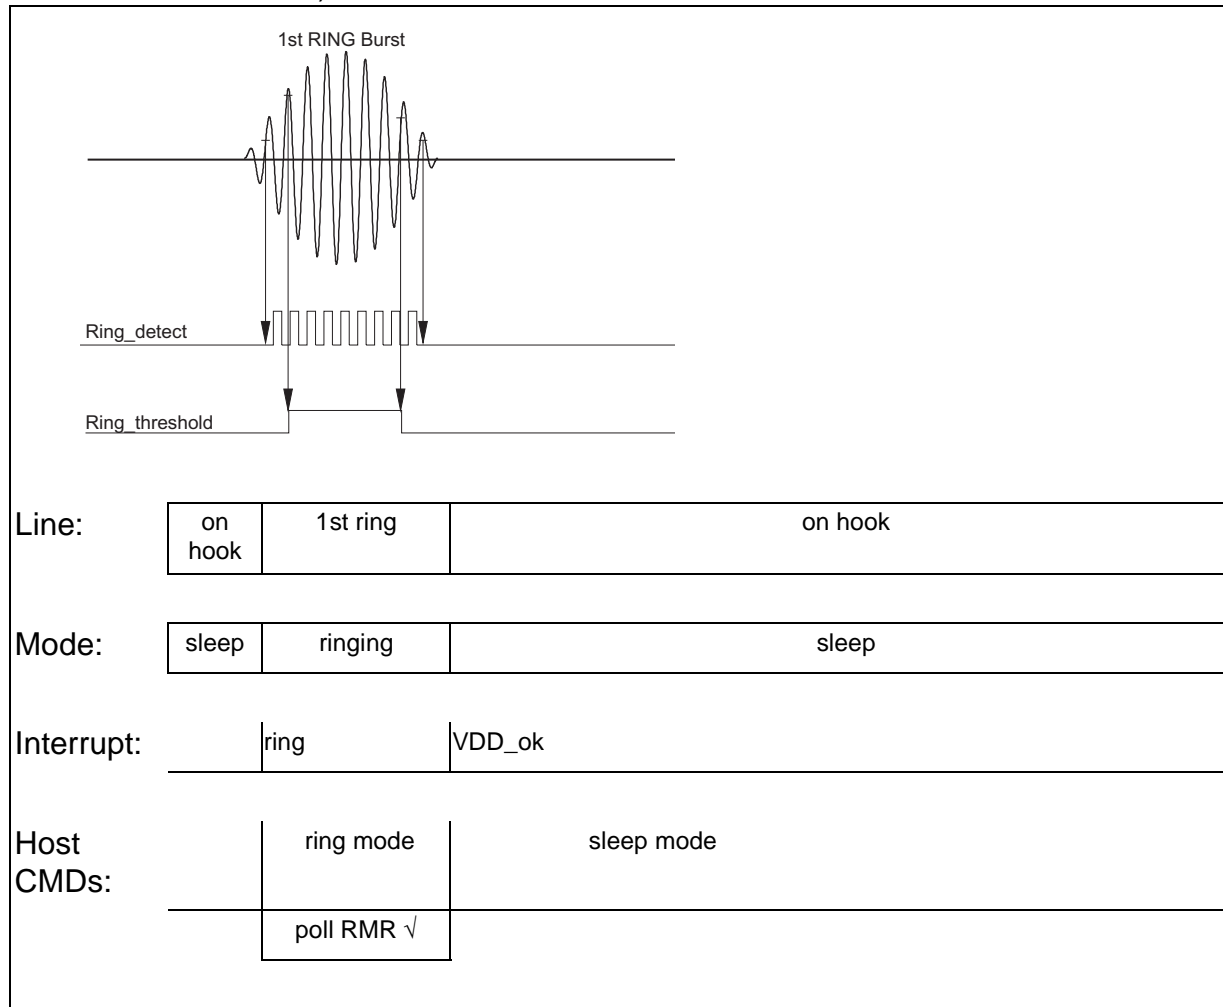 1st RING Burst
Ring_detect
Ring_threshold
Line: on 1st ring on hook
hook
Mode: sleep ringing sleep
Interrupt: ring VDD_ok
Host ring mode sleep mode
CMDs:
poll RMR √